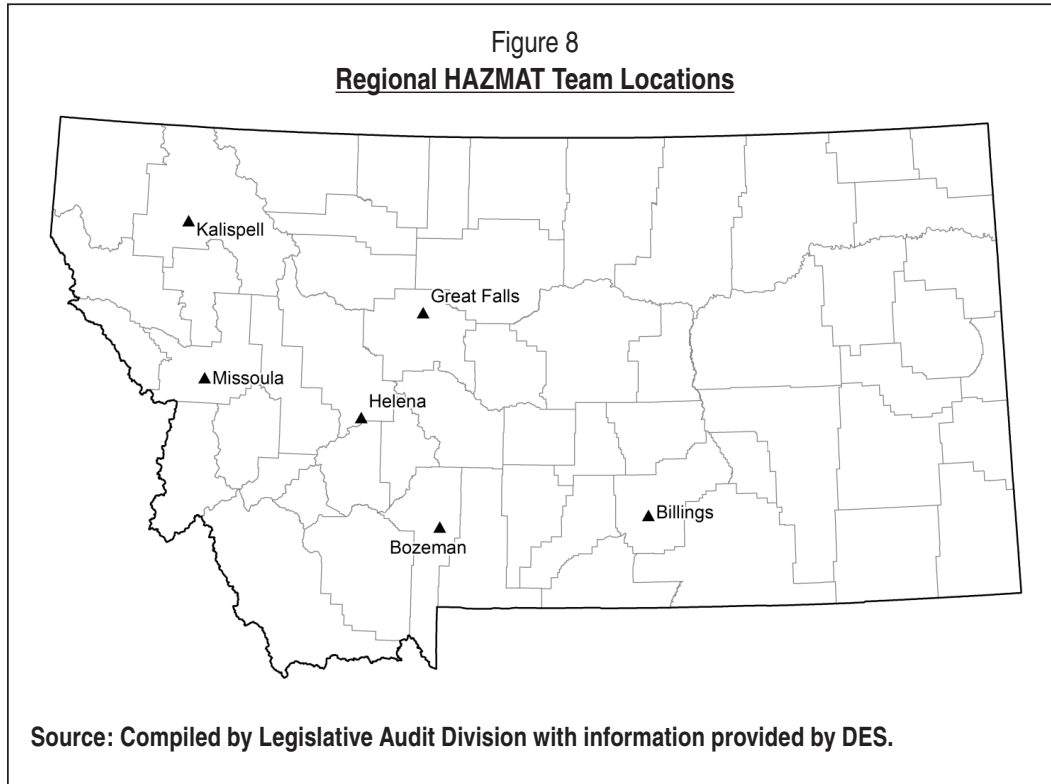 Figure 8
Regional HAZMAT Team Locations
Kalispell
Great Falls
Missoula
Helena
Billings
Bozeman
Source: Compiled by Legislative Audit Division with information provided by DES.